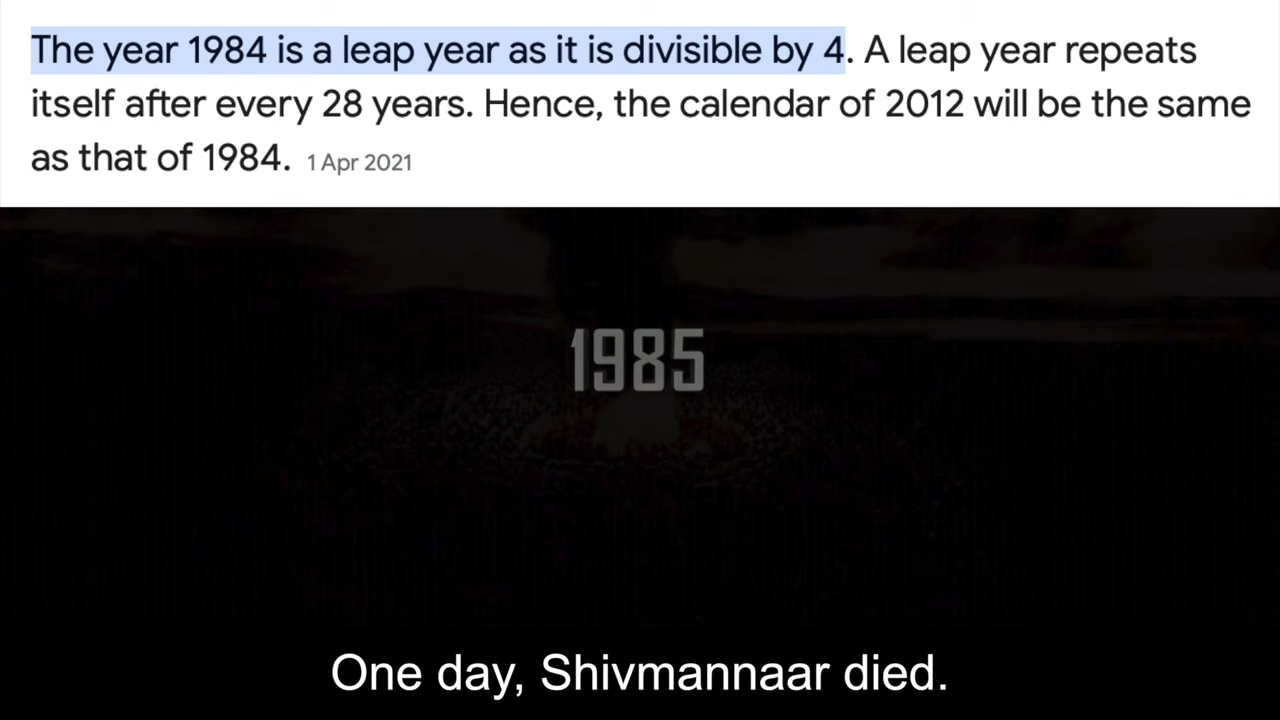 The year 1984 is a leap year as it is divisible by 4. A leap year repeats
itself after every 28 years. Hence, the calendar of 2012 will be the same
as that of 1984. 1 Apr 2021
1985
One day, Shivmannaar died.